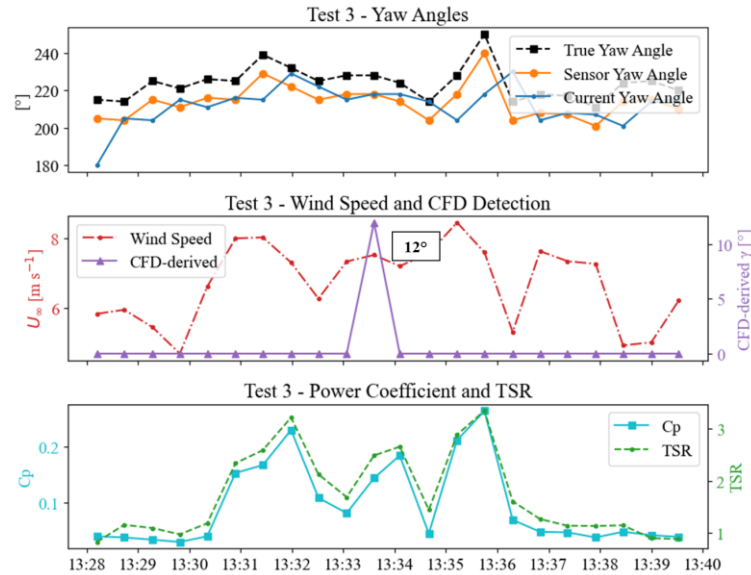 Test 3 - Yaw Angles
[°]
240
220
200
180
True Yaw Angle
Sensor Yaw Angle
Current Yaw Angle
Test 3 - Wind Speed and CFD Detection
U∞ [m s⁻¹]
8
6
Wind Speed
CFD-derived
12°
10
5
0
CFD-derived γ [°]
Test 3 - Power Coefficient and TSR
Cp
0.2
0.1
Cp
TSR
3
2
1
TSR
13:28 13:29 13:30 13:31 13:32 13:33 13:34 13:35 13:36 13:37 13:38 13:39 13:40